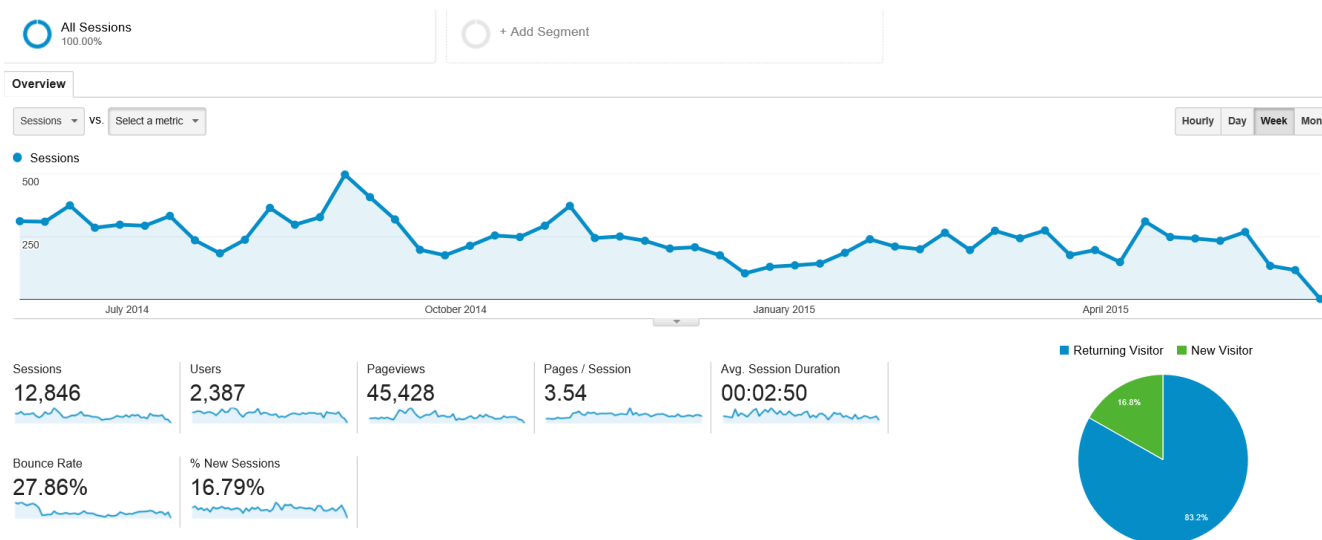 All Sessions
100.00%
+ Add Segment
Overview
Sessions VS. Select a metric
Hourly Day Week Mon
Sessions
500
250
July 2014 October 2014 January 2015 April 2015
Returning Visitor New Visitor
Sessions Users Pageviews Pages / Session Avg. Session Duration
12,846 2,387 45,428 3.54 00:02:50
16.8%
Bounce Rate % New Sessions
27.86% 16.79%
83.2%